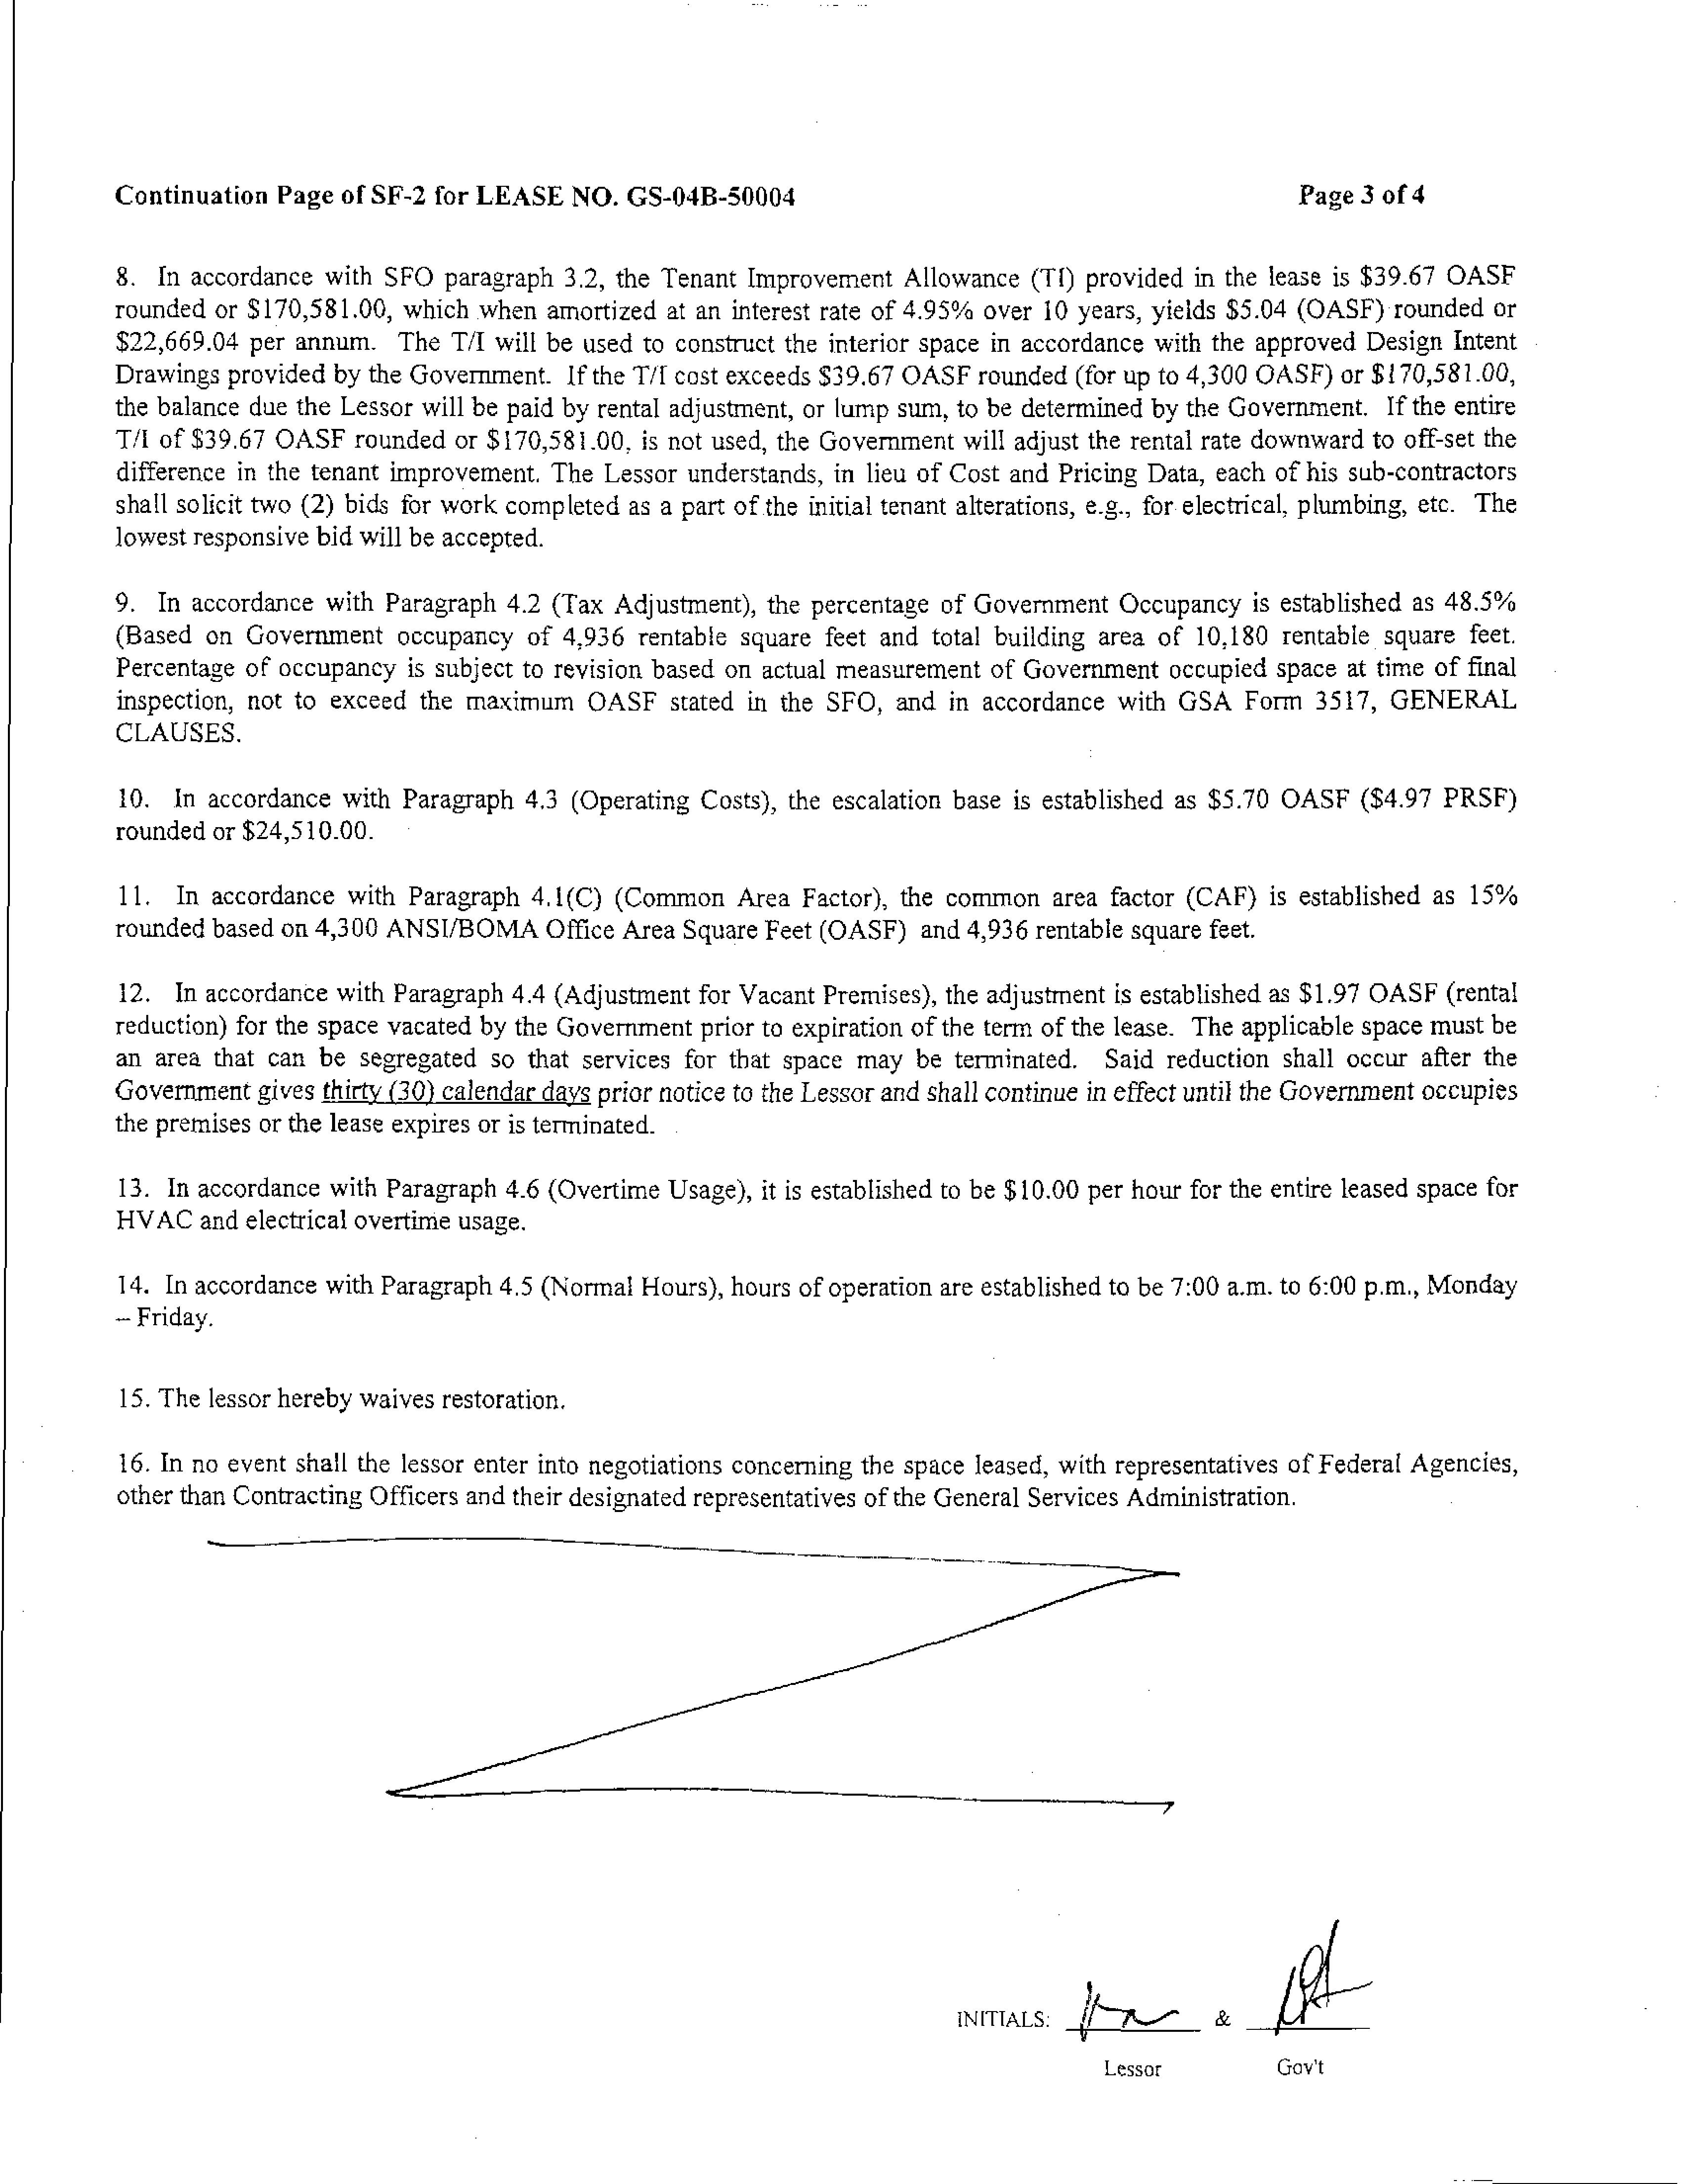 Continuation Page of SF-2 for LEASE NO. GS-04B-50004 Page 3 of 4
8. In accordance with SFO paragraph 3.2, the Tenant Improvement Allowance (TI) provided in the lease is $39.67 OASF
rounded or $170,581.00, which when amortized at an interest rate of 4.95% over 10 years, yields $5.04 (OASF) rounded or
$22,669.04 per annum. The T/I will be used to construct the interior space in accordance with the approved Design Intent
Drawings provided by the Government. If the T/I cost exceeds $39.67 OASF rounded (for up to 4,300 OASF) or $170,581.00,
the balance due the Lessor will be paid by rental adjustment, or lump sum, to be determined by the Government. If the entire
T/I of $39.67 OASF rounded or $170,581.00, is not used, the Government will adjust the rental rate downward to off-set the
difference in the tenant improvement. The Lessor understands, in lieu of Cost and Pricing Data, each of his sub-contractors
shall solicit two (2) bids for work completed as a part of the initial tenant alterations, e.g., for electrical, plumbing, etc. The
lowest responsive bid will be accepted.
9. In accordance with Paragraph 4.2 (Tax Adjustment), the percentage of Government Occupancy is established as 48.5%
(Based on Government occupancy of 4,936 rentable square feet and total building area of 10,180 rentable square feet.
Percentage of occupancy is subject to revision based on actual measurement of Government occupied space at time of final
inspection, not to exceed the maximum OASF stated in the SFO, and in accordance with GSA Form 3517, GENERAL
CLAUSES.
10. In accordance with Paragraph 4.3 (Operating Costs), the escalation base is established as $5.70 OASF ($4.97 PRSF)
rounded or $24,510.00.
11. In accordance with Paragraph 4.1(C) (Common Area Factor), the common area factor (CAF) is established as 15%
rounded based on 4,300 ANSI/BOMA Office Area Square Feet (OASF) and 4,936 rentable square feet.
12. In accordance with Paragraph 4.4 (Adjustment for Vacant Premises), the adjustment is established as $1.97 OASF (rental
reduction) for the space vacated by the Government prior to expiration of the term of the lease. The applicable space must be
an area that can be segregated so that services for that space may be terminated. Said reduction shall occur after the
Government gives thirty (30) calendar days prior notice to the Lessor and shall continue in effect until the Government occupies
the premises or the lease expires or is terminated.
13. In accordance with Paragraph 4.6 (Overtime Usage), it is established to be $10.00 per hour for the entire leased space for
HVAC and electrical overtime usage.
14. In accordance with Paragraph 4.5 (Normal Hours), hours of operation are established to be 7:00 a.m. to 6:00 p.m., Monday
– Friday.
15. The lessor hereby waives restoration.
16. In no event shall the lessor enter into negotiations concerning the space leased, with representatives of Federal Agencies,
other than Contracting Officers and their designated representatives of the General Services Administration.
INITIALS: &
Lessor Gov't